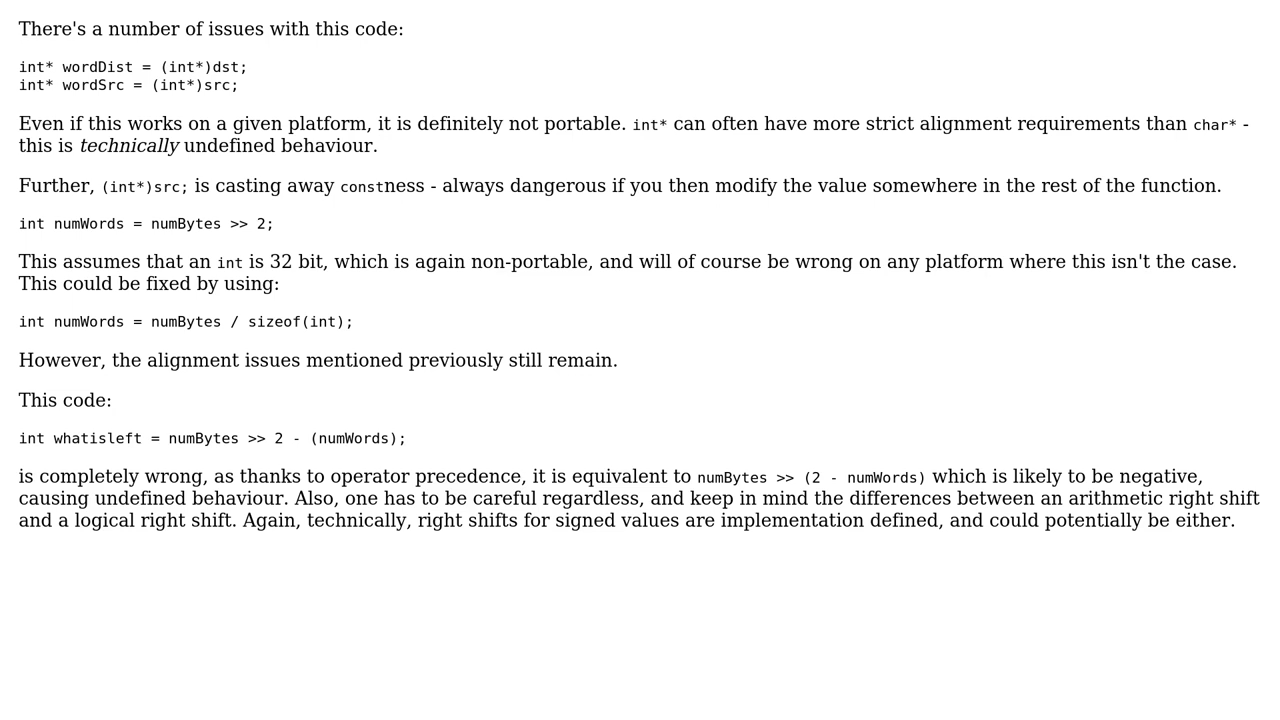 There's a number of issues with this code:
int* wordDist = (int*)dst;
int* wordSrc = (int*)src;
Even if this works on a given platform, it is definitely not portable. int* can often have more strict alignment requirements than char* -
this is technically undefined behaviour.
Further, (int*)src; is casting away constness - always dangerous if you then modify the value somewhere in the rest of the function.
int numWords = numBytes >> 2;
This assumes that an int is 32 bit, which is again non-portable, and will of course be wrong on any platform where this isn't the case.
This could be fixed by using:
int numWords = numBytes / sizeof(int);
However, the alignment issues mentioned previously still remain.
This code:
int whatisleft = numBytes >> 2 - (numWords);
is completely wrong, as thanks to operator precedence, it is equivalent to numBytes >> (2 - numWords) which is likely to be negative,
causing undefined behaviour. Also, one has to be careful regardless, and keep in mind the differences between an arithmetic right shift
and a logical right shift. Again, technically, right shifts for signed values are implementation defined, and could potentially be either.